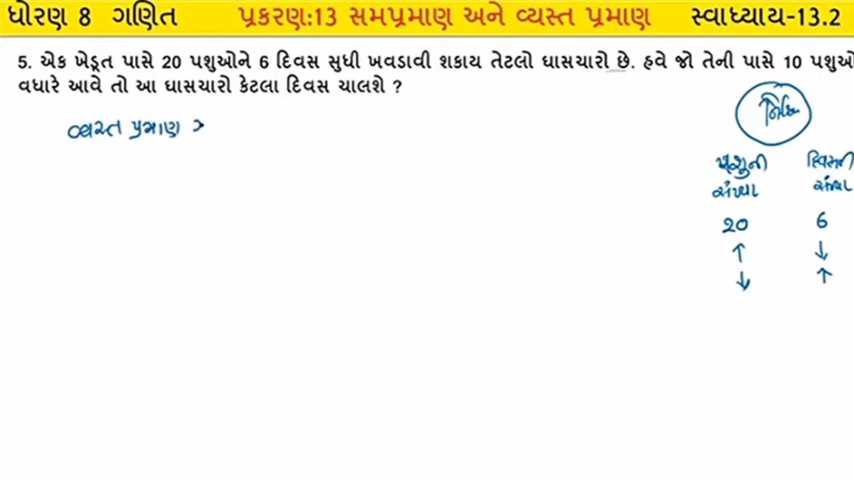 ધોરણ 8 ગણિત પ્રકરણ:13 સમપ્રમાણ અને વ્યસ્ત પ્રમાણ સ્વાધ્યાય-13.2
5. એક ખેડૂત પાસે 20 પશુઓને 6 દિવસ સુધી ખવડાવી શકાય તેટલો ઘાસચારો છે. હવે જો તેની પાસે 10 પશુઓ
વધારે આવે તો આ ઘાસચારો કેટલા દિવસ ચાલશે ?
વ્યસ્ત પ્રમાણ
પશુની દિવસની
સંખ્યા સંખ્યા
20 6
↑ ↓
↓ ↑